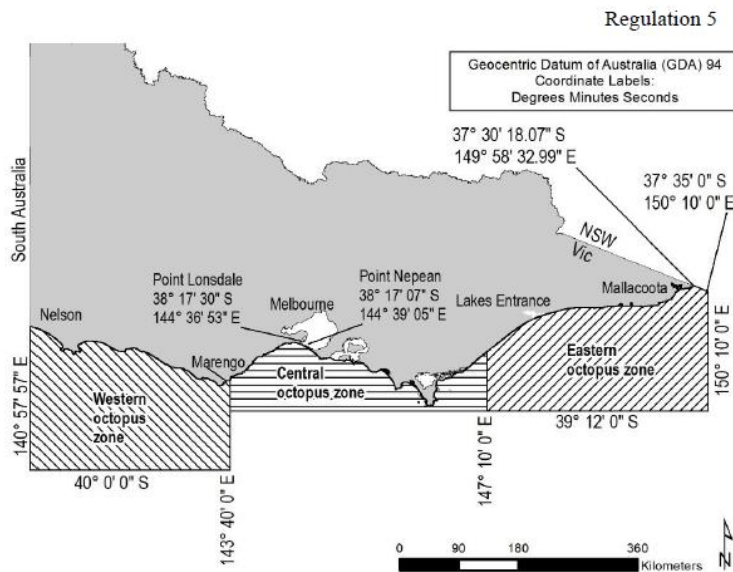 Regulation 5
Geocentric Datum of Australia (GDA) 94
Coordinate Labels:
Degrees Minutes Seconds
37° 30' 18.07" S
149° 58' 32.99" E
37° 35' 0" S
150° 10' 0" E
South Australia
NSW
Vic
Point Lonsdale
38° 17' 30" S
144° 36' 53" E
Melbourne
Point Nepean
38° 17' 07" S
144° 39' 05" E
Lakes Entrance
Mallacoota
Nelson
Marengo
Western
octopus
zone
Central
octopus zone
Eastern
octopus zone
140° 57' 57" E
150° 10' 0" E
39° 12' 0" S
40° 0' 0" S
143° 40' 0" E
147° 10' 0" E
0 90 180 360
Kilometers
N